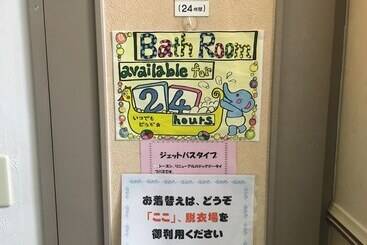 (24時間)
Bath Room
available for
24
いつでも
どうぞ☆
hours.
ジェットバスタイプ
お着替えは、どうぞ
「ここ」、脱衣場を
御利用ください